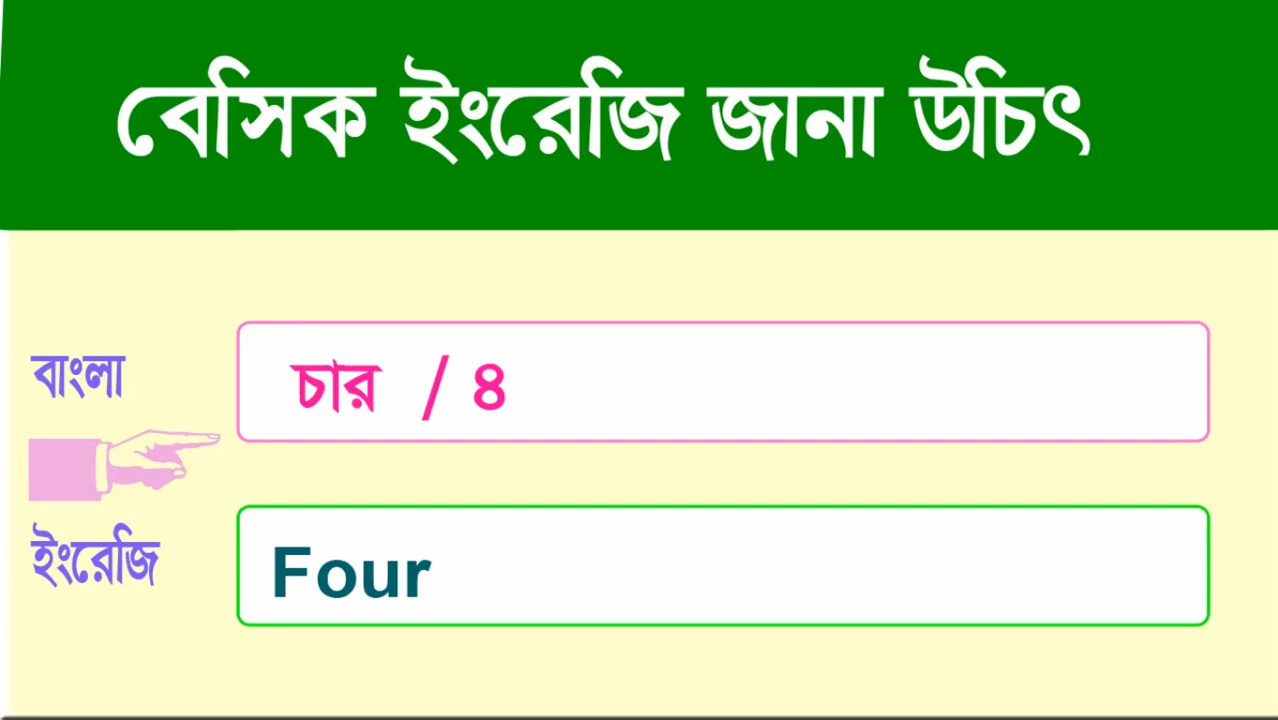 বেসিক ইংরেজি জানা উচিৎ
বাংলা
চার / ৪
ইংরেজি
Four